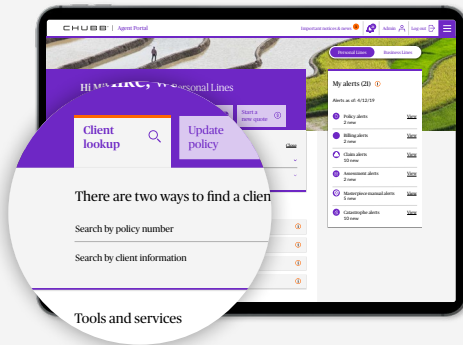 CHUBB® Agent Portal
Important notices & news
Admin
Log out
Personal Lines
Business Lines
Hi M
Personal Lines
Start a
new quote
Close
My alerts (21)
Alerts as of: 4/12/19
Policy alerts View
2 new
Billing alerts View
2 new
Claim alerts View
10 new
Assessment alerts View
2 new
Masterpiece manual alerts View
5 new
Catastrophe alerts View
10 new
Client
lookup
Update
policy
There are two ways to find a clien
Search by policy number
Search by client information
Tools and services